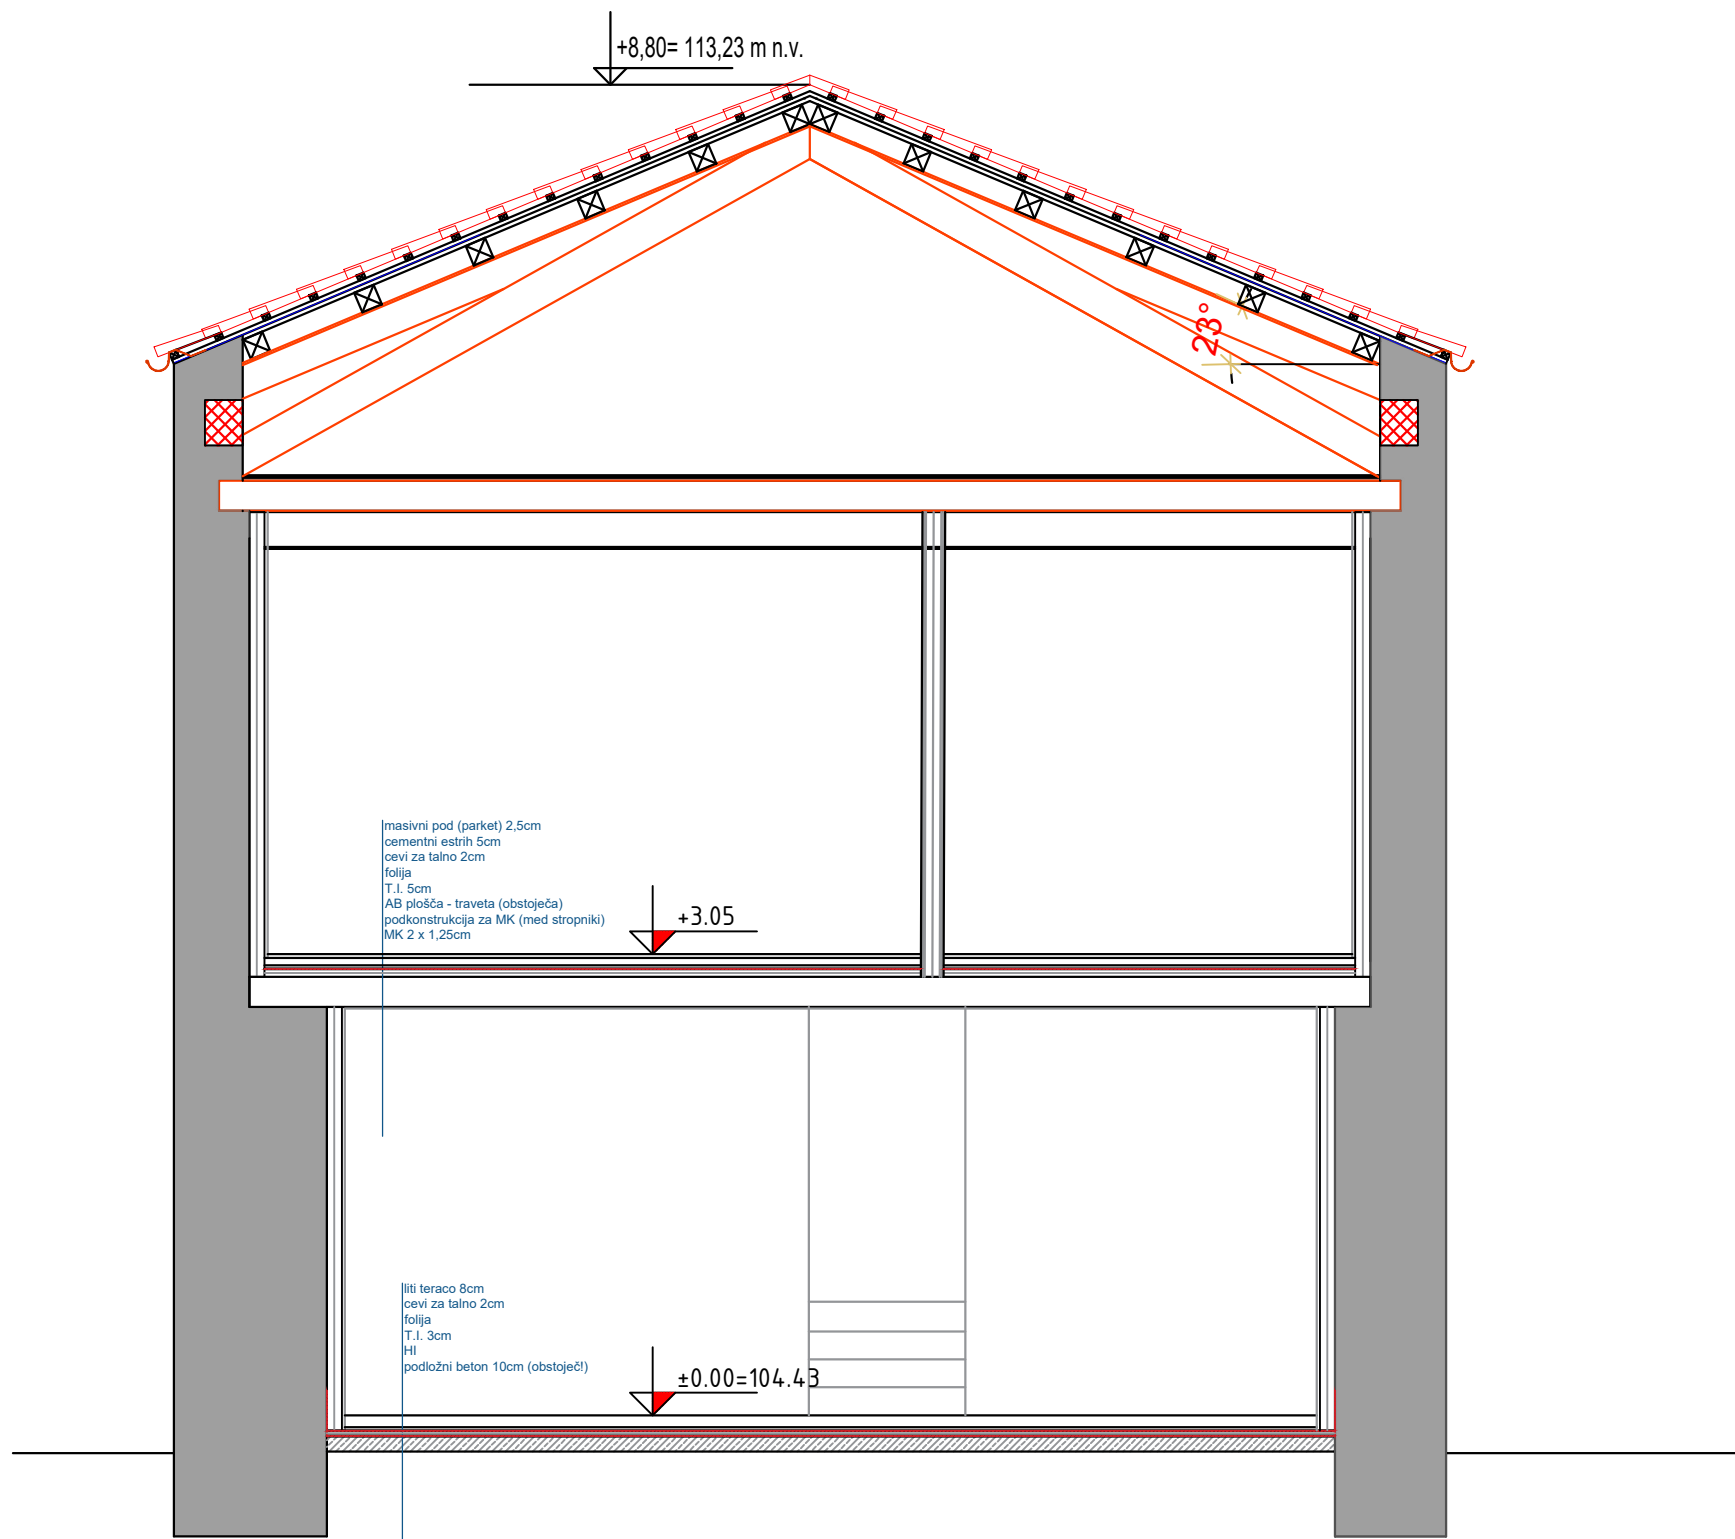 +8,80= 113,23 m n.v.
23°
masivni pod (parket) 2,5cm
cementni estrih 5cm
cevi za talno 2cm
folija
T.I. 5cm
AB plošča - traveta (obstoječa)
podkonstrukcija za MK (med stropniki)
MK 2 x 1,25cm
+3.05
liti teraco 8cm
cevi za talno 2cm
folija
T.I. 3cm
HI
podložni beton 10cm (obstoječ!)
±0.00=104.43